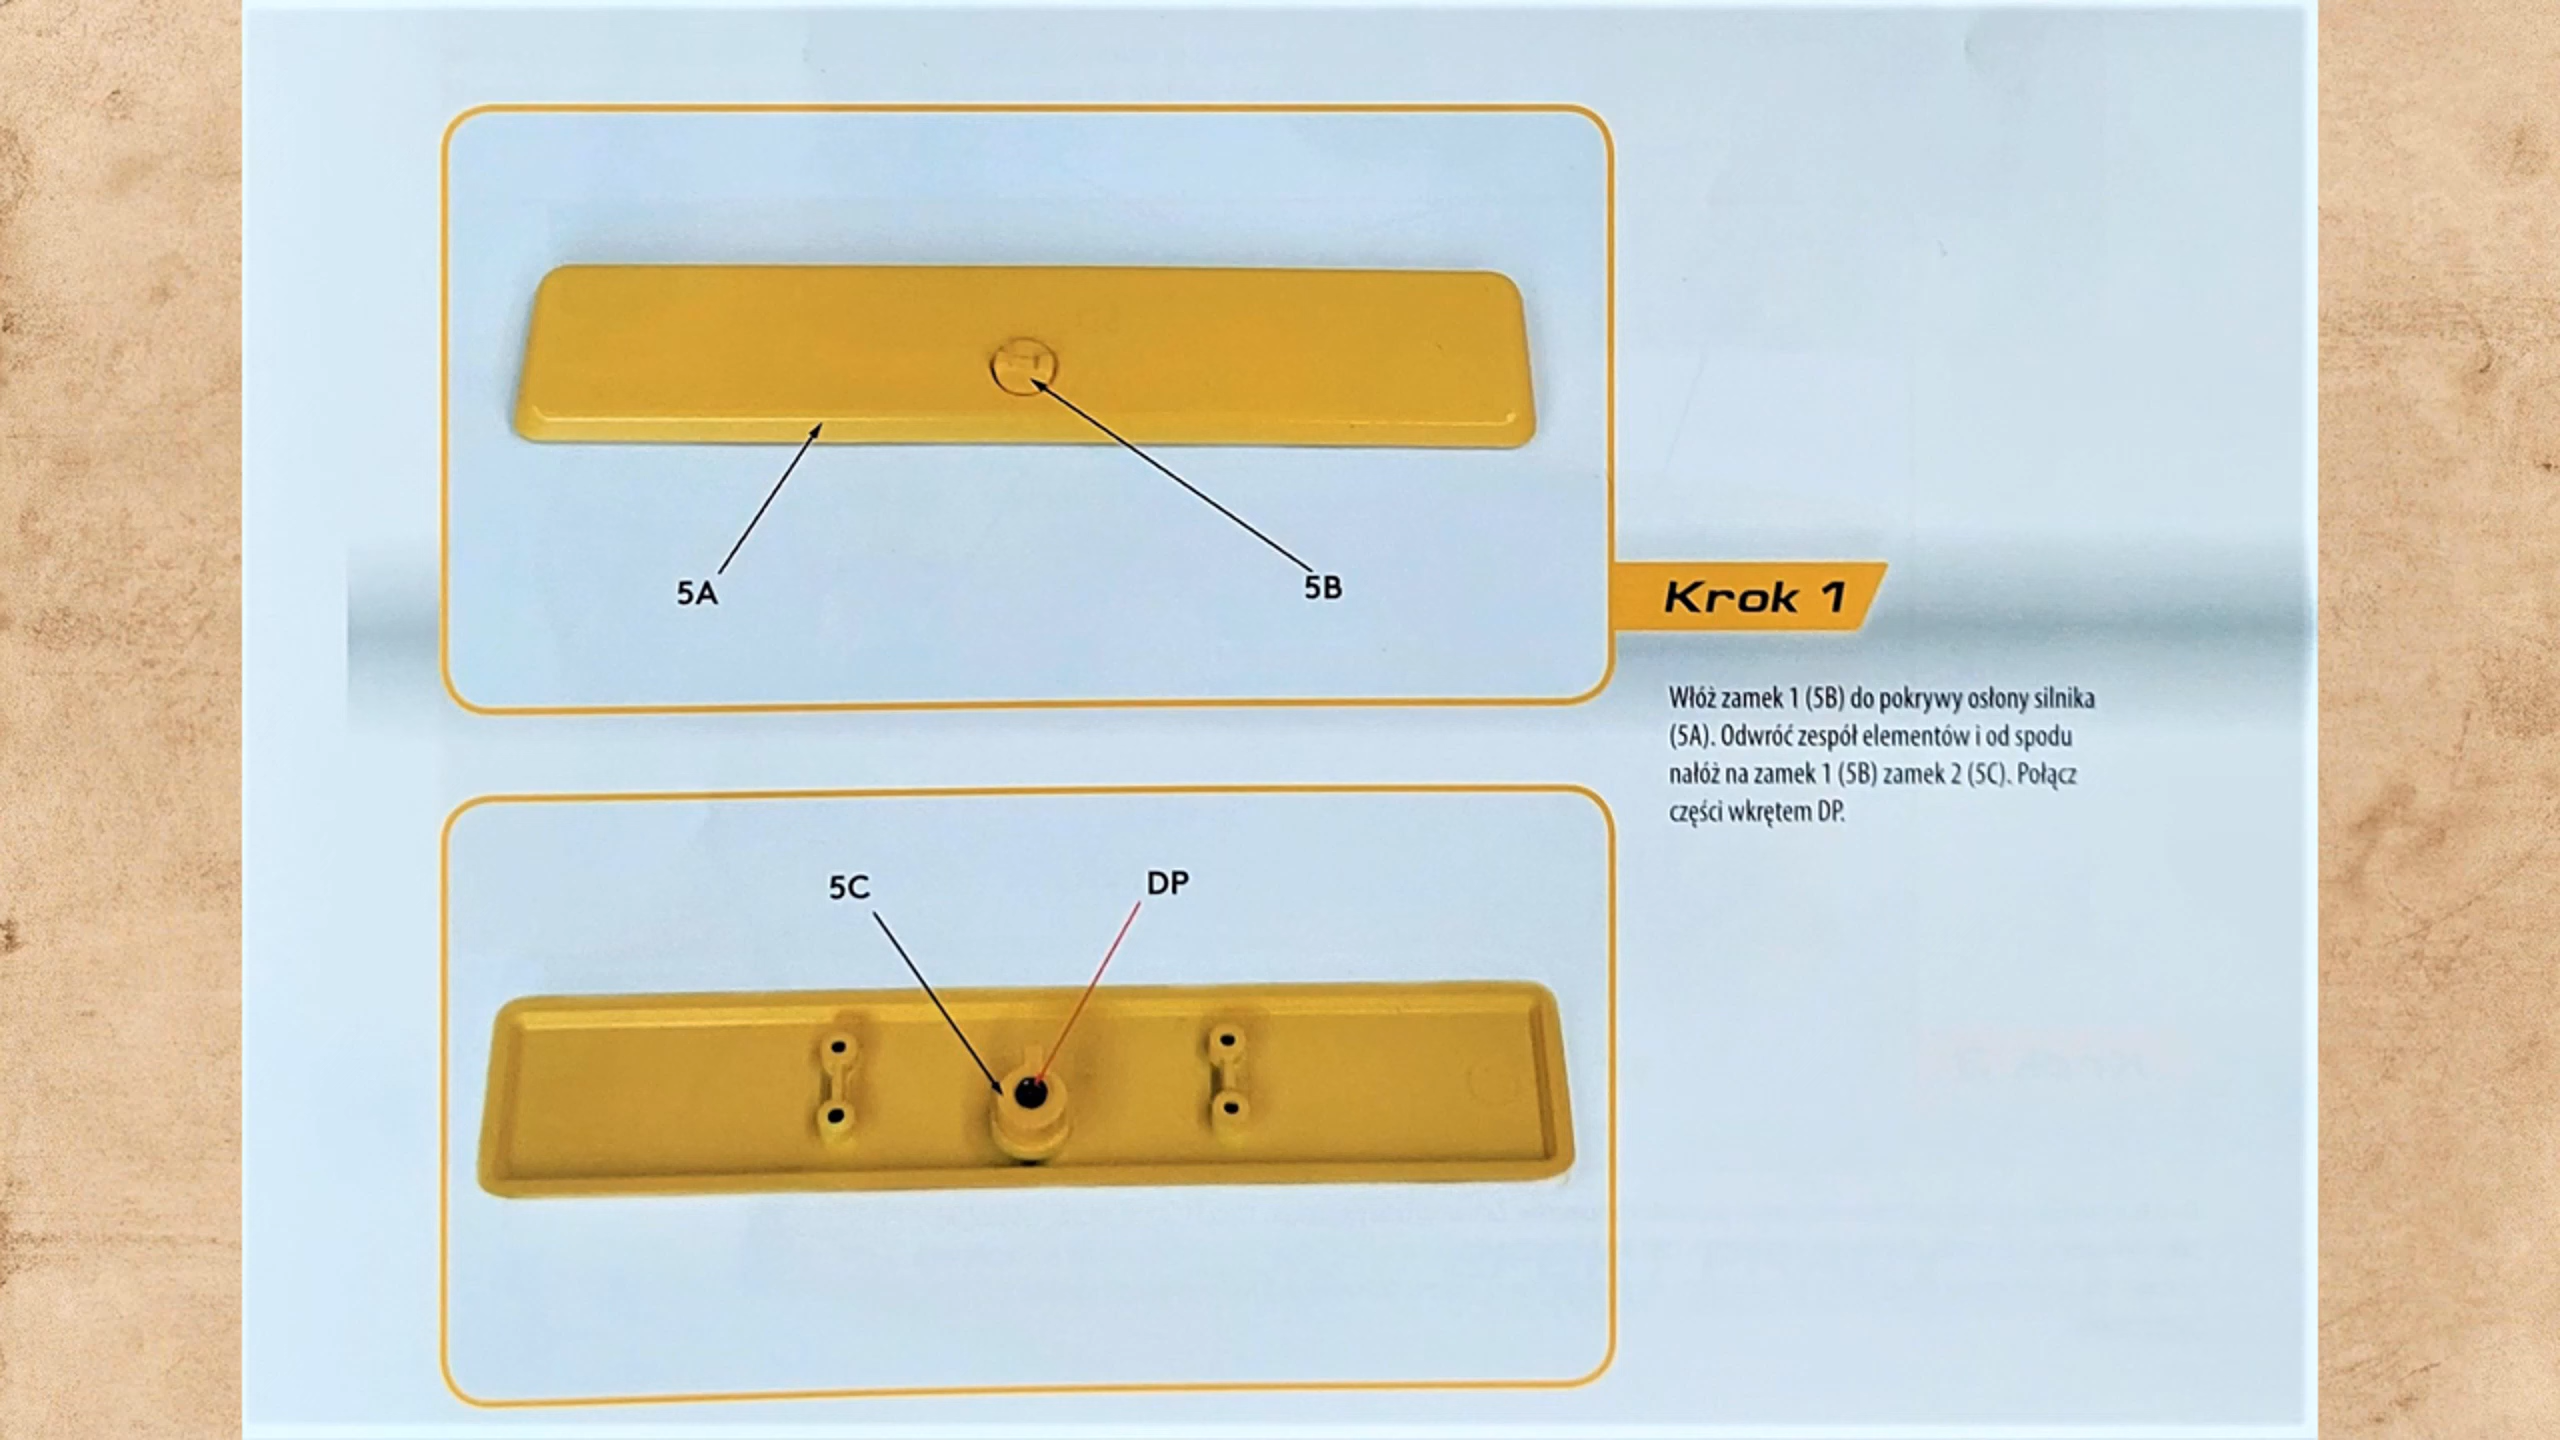 5A
5B
Krok 1
Włóż zamek 1 (5B) do pokrywy osłony silnika
(5A). Odwróć zespół elementów i od spodu
nałóż na zamek 1 (5B) zamek 2 (5C). Połącz
części wkrętem DP.
5C
DP